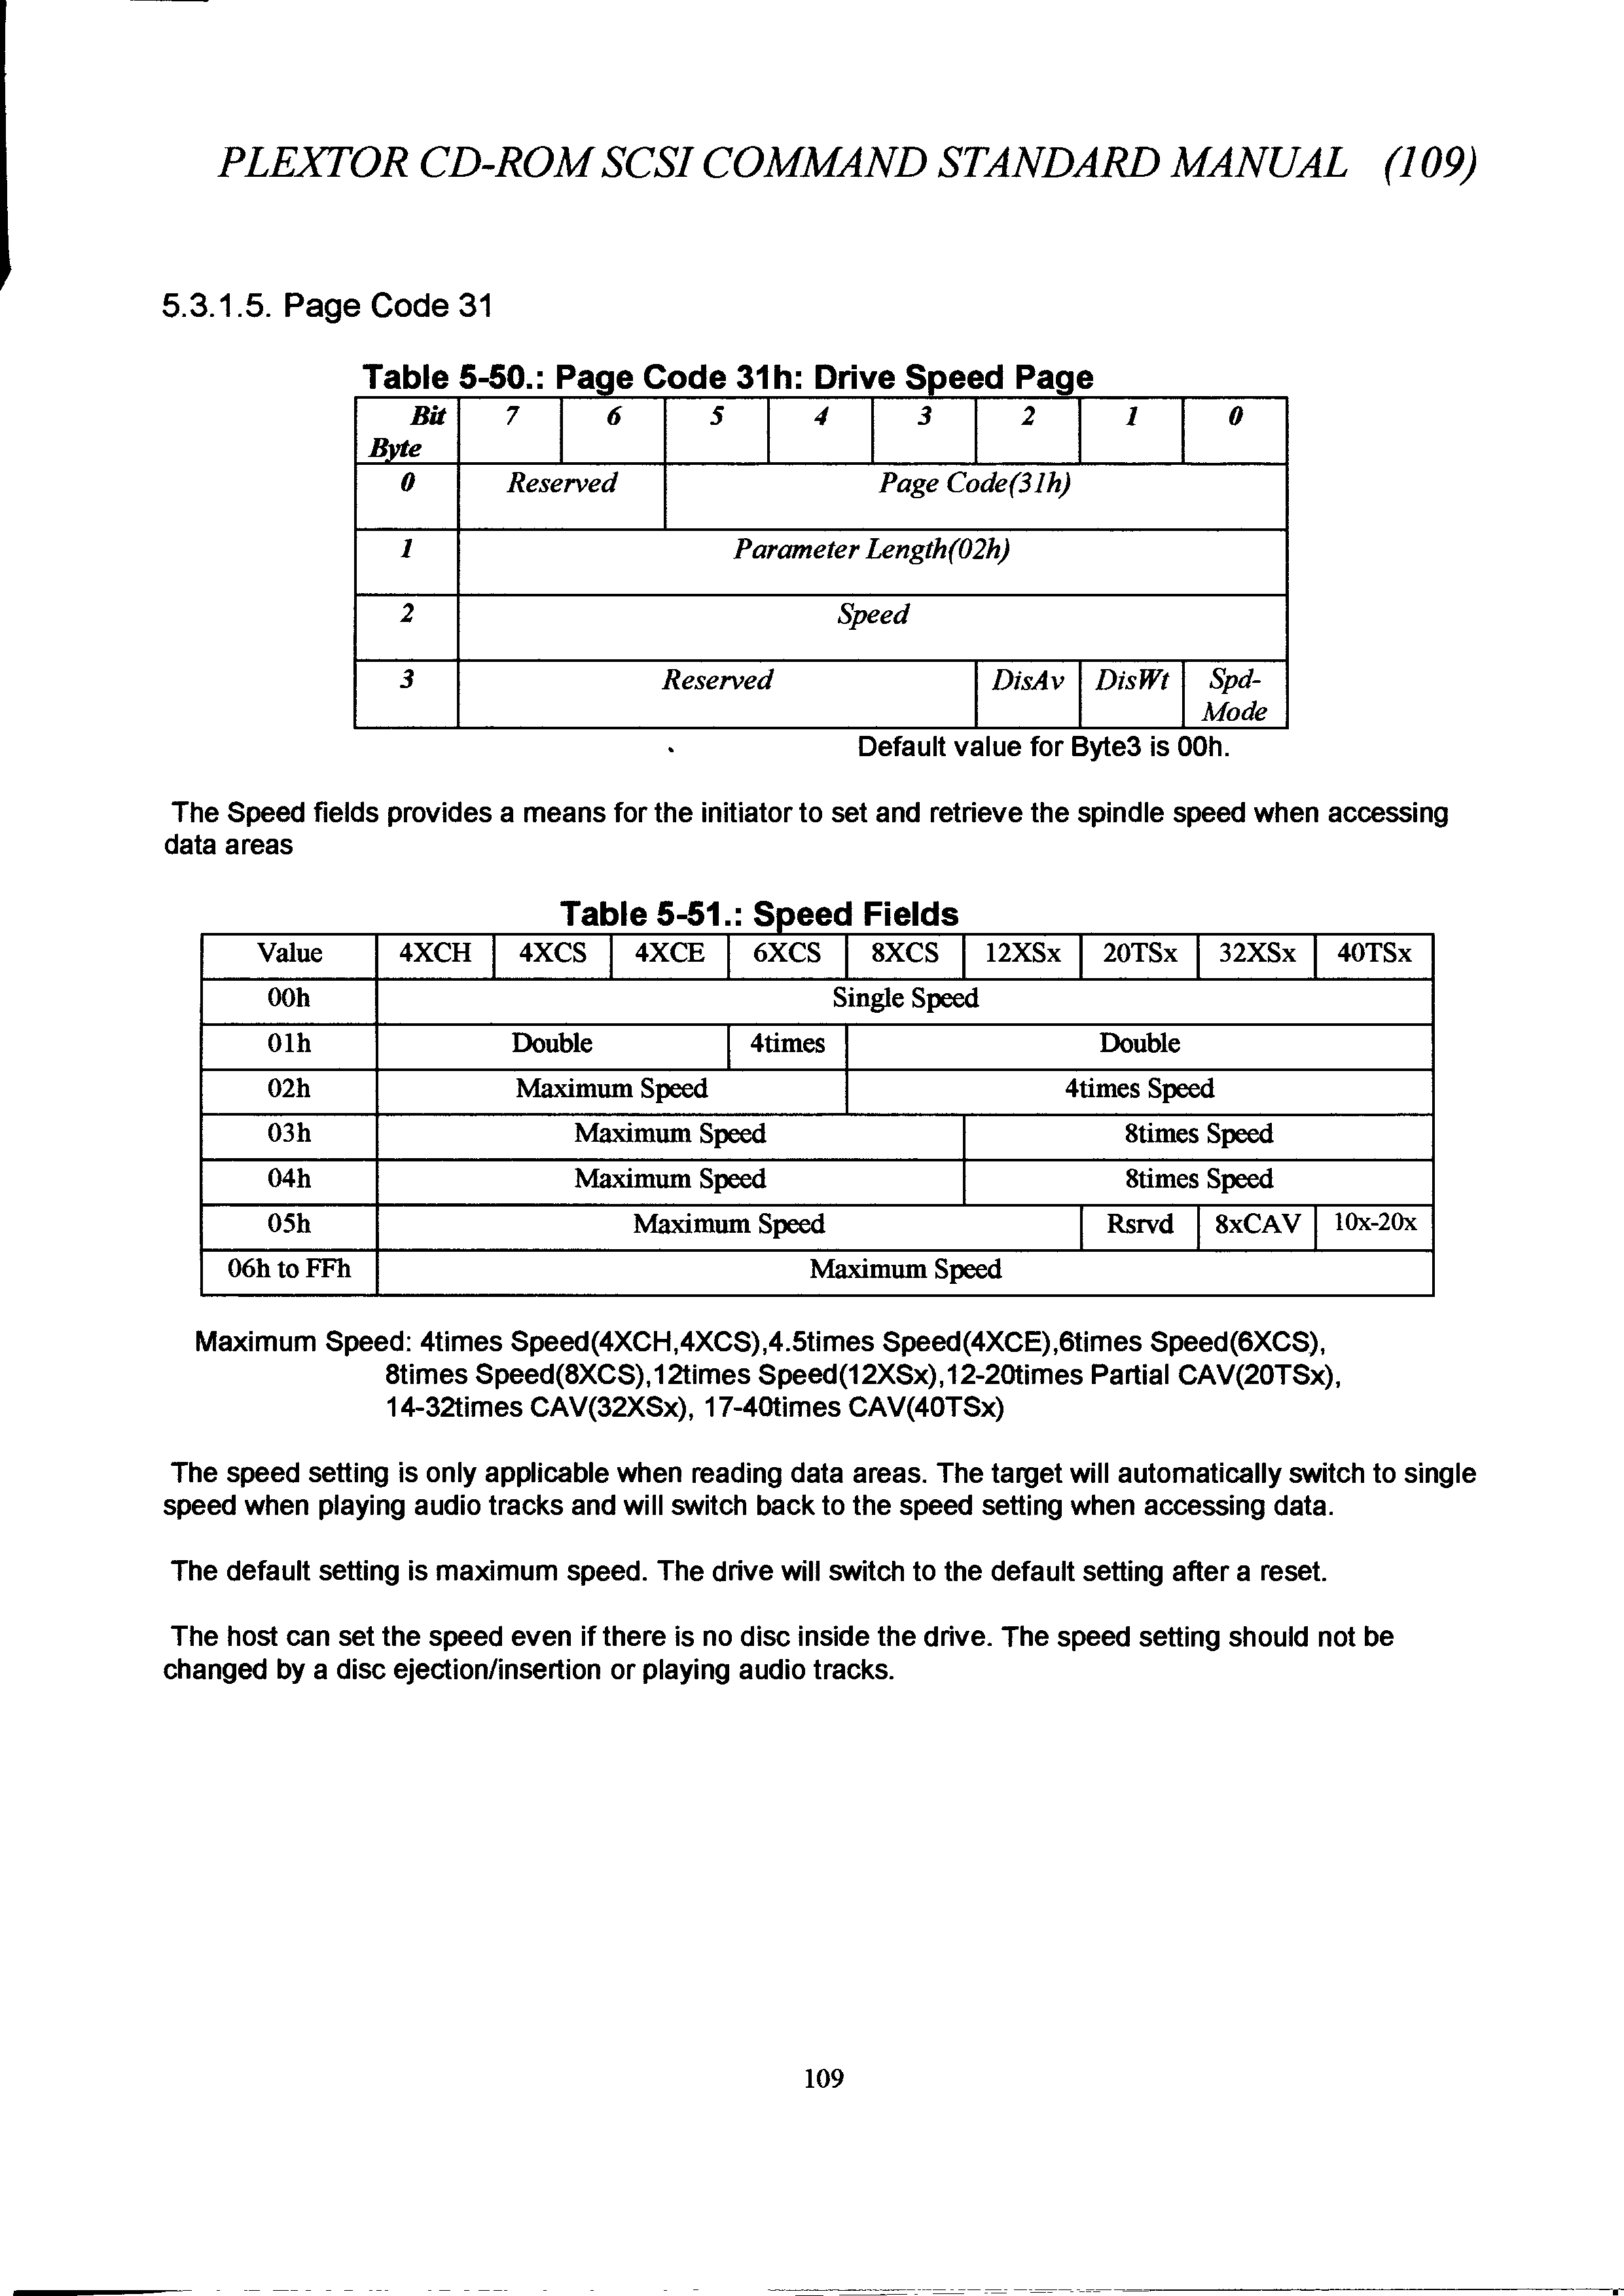 PLEXTOR CD-ROM SCSI COMMAND STANDARD MANUAL (109)
5.3.1.5. Page Code 31
Table 5-50.: Page Code 31h: Drive Speed Page
Bit 7 6 5 4 3 2 1 0
Byte
0 Reserved Page Code(31h)
1 Parameter Length(02h)
2 Speed
3 Reserved DisAv DisWt Spd-
Mode
Default value for Byte3 is 00h.
The Speed fields provides a means for the initiator to set and retrieve the spindle speed when accessing
data areas
Table 5-51.: Speed Fields
Value 4XCH 4XCS 4XCE 6XCS 8XCS 12XSx 20TSx 32XSx 40TSx
00h Single Speed
01h Double 4times Double
02h Maximum Speed 4times Speed
03h Maximum Speed 8times Speed
04h Maximum Speed 8times Speed
05h Maximum Speed Rsrvd 8xCAV 10x-20x
06h to FFh Maximum Speed
Maximum Speed: 4times Speed(4XCH,4XCS),4.5times Speed(4XCE),6times Speed(6XCS),
8times Speed(8XCS),12times Speed(12XSx),12-20times Partial CAV(20TSx),
14-32times CAV(32XSx), 17-40times CAV(40TSx)
The speed setting is only applicable when reading data areas. The target will automatically switch to single
speed when playing audio tracks and will switch back to the speed setting when accessing data.
The default setting is maximum speed. The drive will switch to the default setting after a reset.
The host can set the speed even if there is no disc inside the drive. The speed setting should not be
changed by a disc ejection/insertion or playing audio tracks.
109